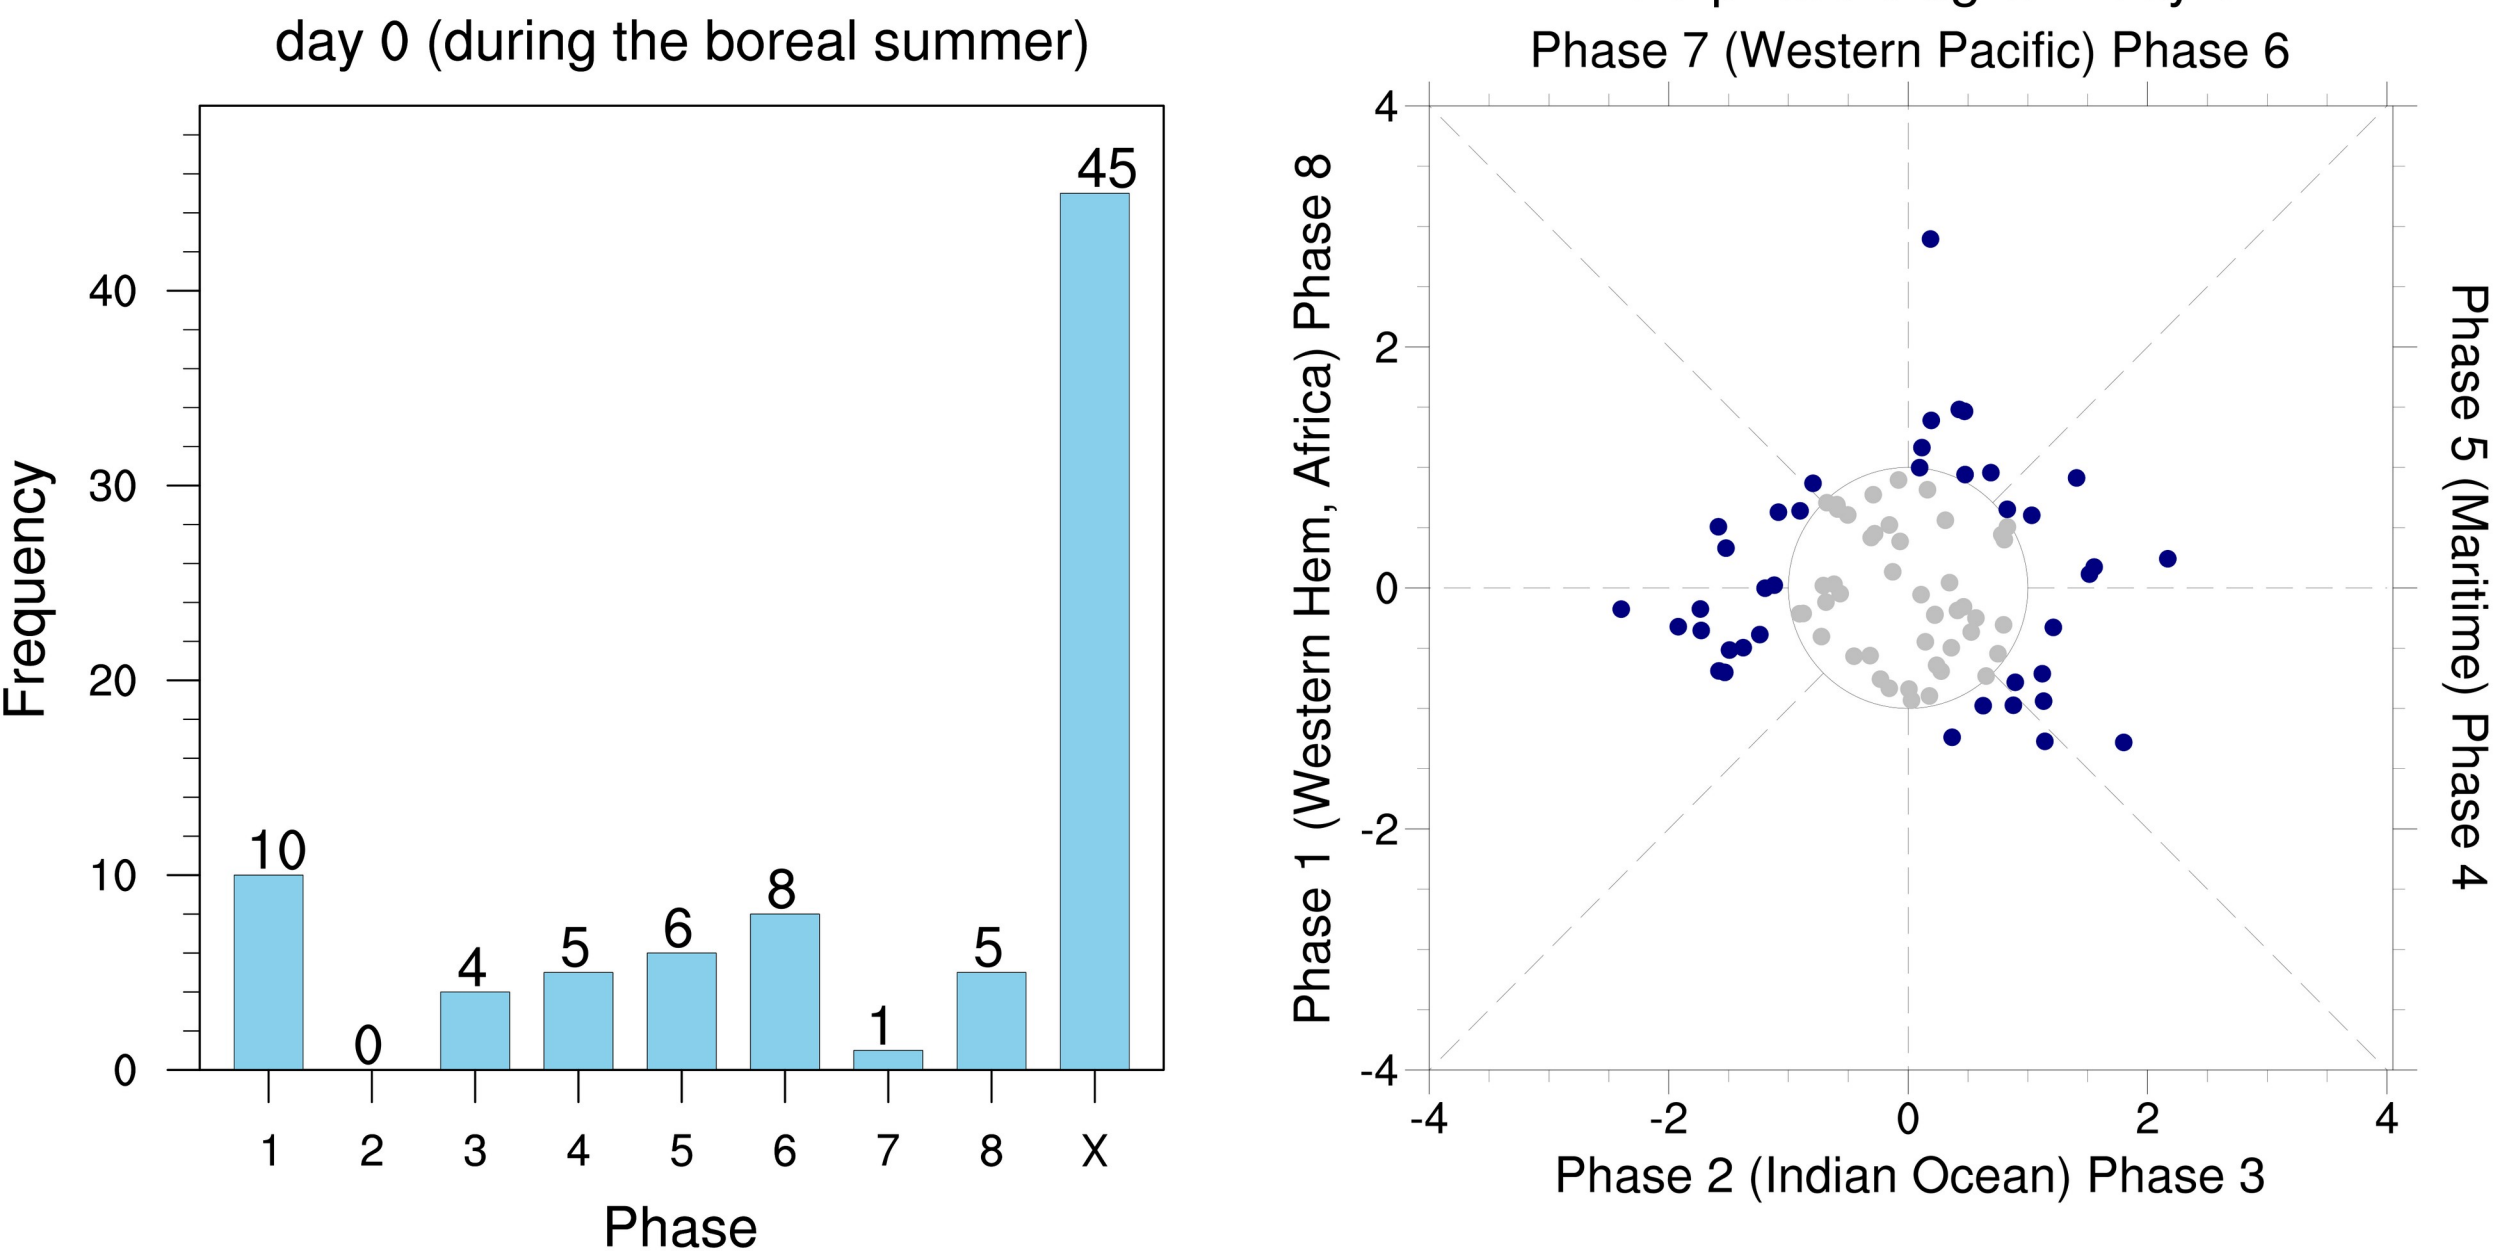 day 0 (during the boreal summer)
Frequency
40
30
20
10
0
10
0
4
5
6
8
1
5
45
1 2 3 4 5 6 7 8 X
Phase
Phase 7 (Western Pacific) Phase 6
Phase 1 (Western Hem, Africa) Phase 8
4
2
0
-2
-4
-4 -2 0 2 4
Phase 2 (Indian Ocean) Phase 3
Phase 5 (Maritime) Phase 4